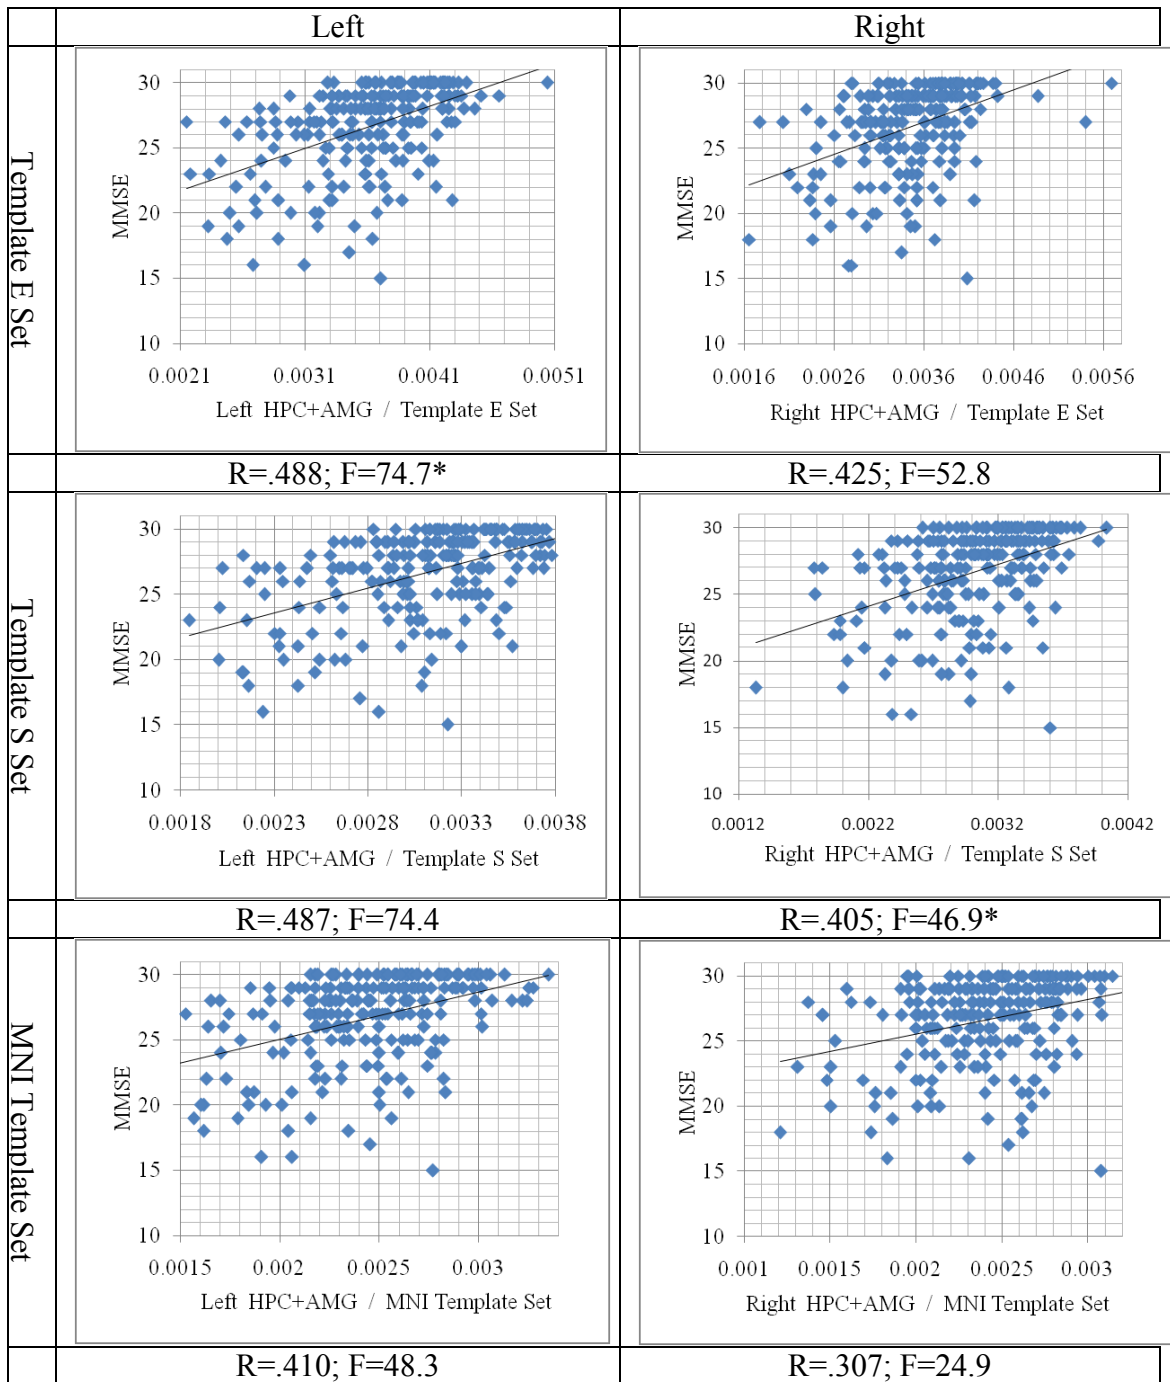 Left Right
Template E Set
30
25
20
15
10
MMSE
0.0021 0.0031 0.0041 0.0051
Left HPC+AMG / Template E Set
30
25
20
15
10
MMSE
0.0016 0.0026 0.0036 0.0046 0.0056
Right HPC+AMG / Template E Set
R=.488; F=74.7* R=.425; F=52.8
Template S Set
30
25
20
15
10
MMSE
0.0018 0.0023 0.0028 0.0033 0.0038
Left HPC+AMG / Template S Set
30
25
20
15
10
MMSE
0.0012 0.0022 0.0032 0.0042
Right HPC+AMG / Template S Set
R=.487; F=74.4 R=.405; F=46.9*
MNI Template Set
30
25
20
15
10
MMSE
0.0015 0.002 0.0025 0.003
Left HPC+AMG / MNI Template Set
30
25
20
15
10
MMSE
0.001 0.0015 0.002 0.0025 0.003
Right HPC+AMG / MNI Template Set
R=.410; F=48.3 R=.307; F=24.9